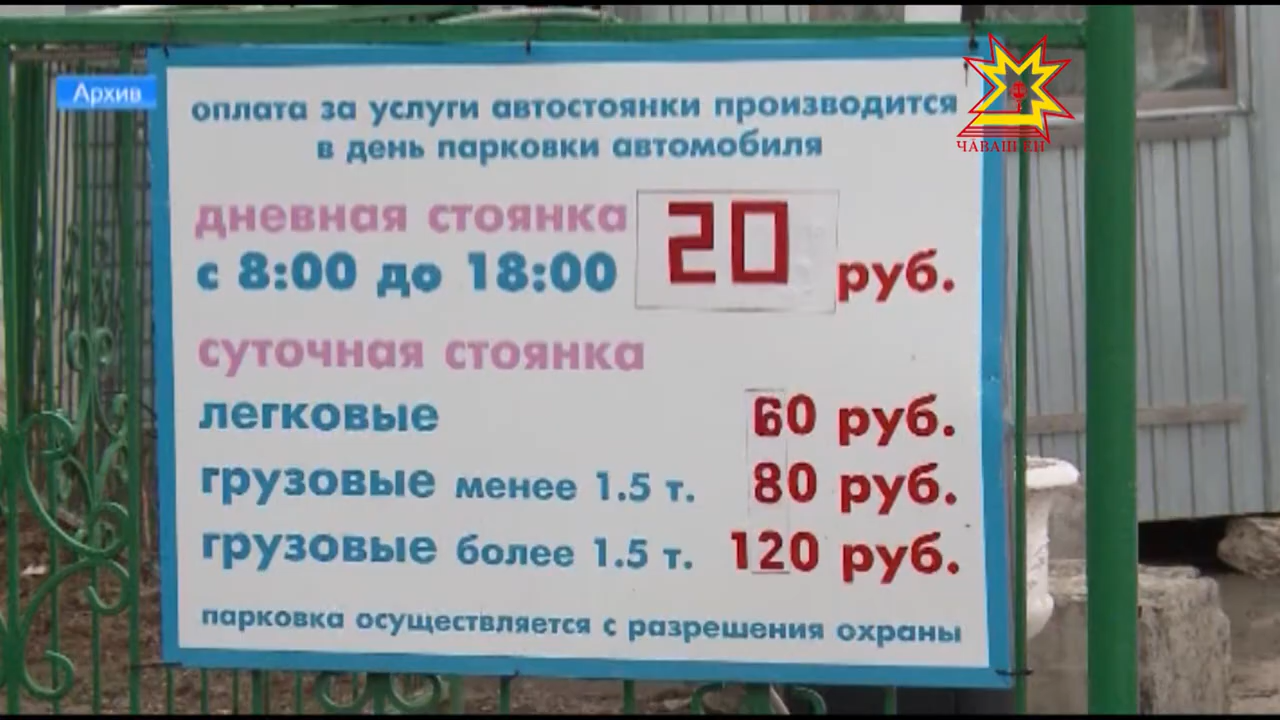 Архив
ЧӐВАШ ЕН
оплата за услуги автостоянки производится
в день парковки автомобиля
дневная стоянка
с 8:00 до 18:00 20 руб.
суточная стоянка
легковые 60 руб.
грузовые менее 1.5 т. 80 руб.
грузовые более 1.5 т. 120 руб.
парковка осуществляется с разрешения охраны